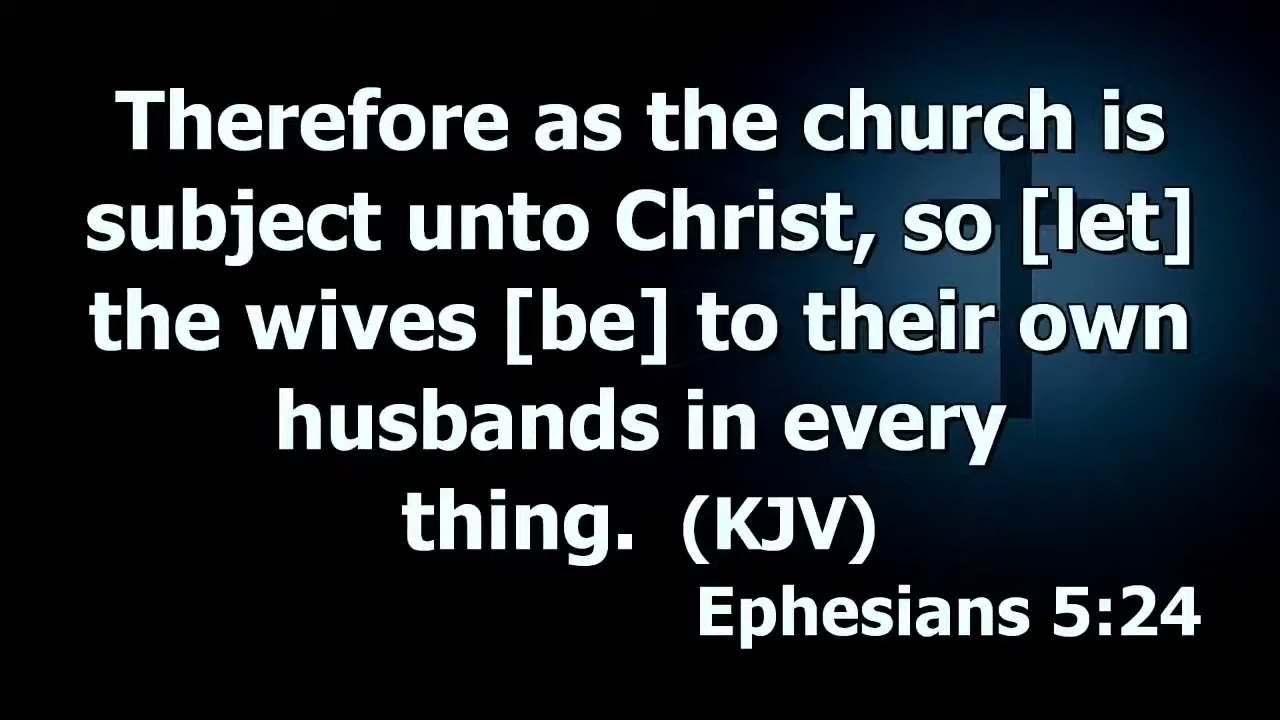 Therefore as the church is
subject unto Christ, so [let]
the wives [be] to their own
husbands in every
thing.  (KJV)
Ephesians 5:24